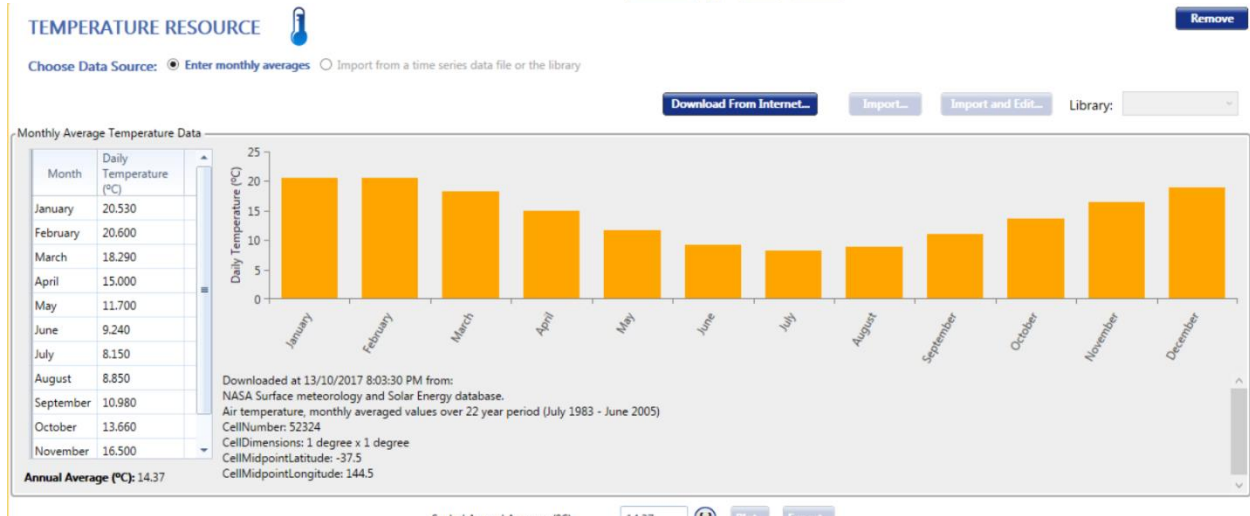 TEMPERATURE RESOURCE
Remove
Choose Data Source: Enter monthly averages Import from a time series data file or the library
Download From Internet... Import... Import and Edit... Library:
Monthly Average Temperature Data
Month Daily Temperature (ºC)
January 20.530
February 20.600
March 18.290
April 15.000
May 11.700
June 9.240
July 8.150
August 8.850
September 10.980
October 13.660
November 16.500
Annual Average (ºC): 14.37
Daily Temperature (ºC)
25
20
15
10
5
0
January February March April May June July August September October November December
Downloaded at 13/10/2017 8:03:30 PM from:
NASA Surface meteorology and Solar Energy database.
Air temperature, monthly averaged values over 22 year period (July 1983 - June 2005)
CellNumber: 52324
CellDimensions: 1 degree x 1 degree
CellMidpointLatitude: -37.5
CellMidpointLongitude: 144.5